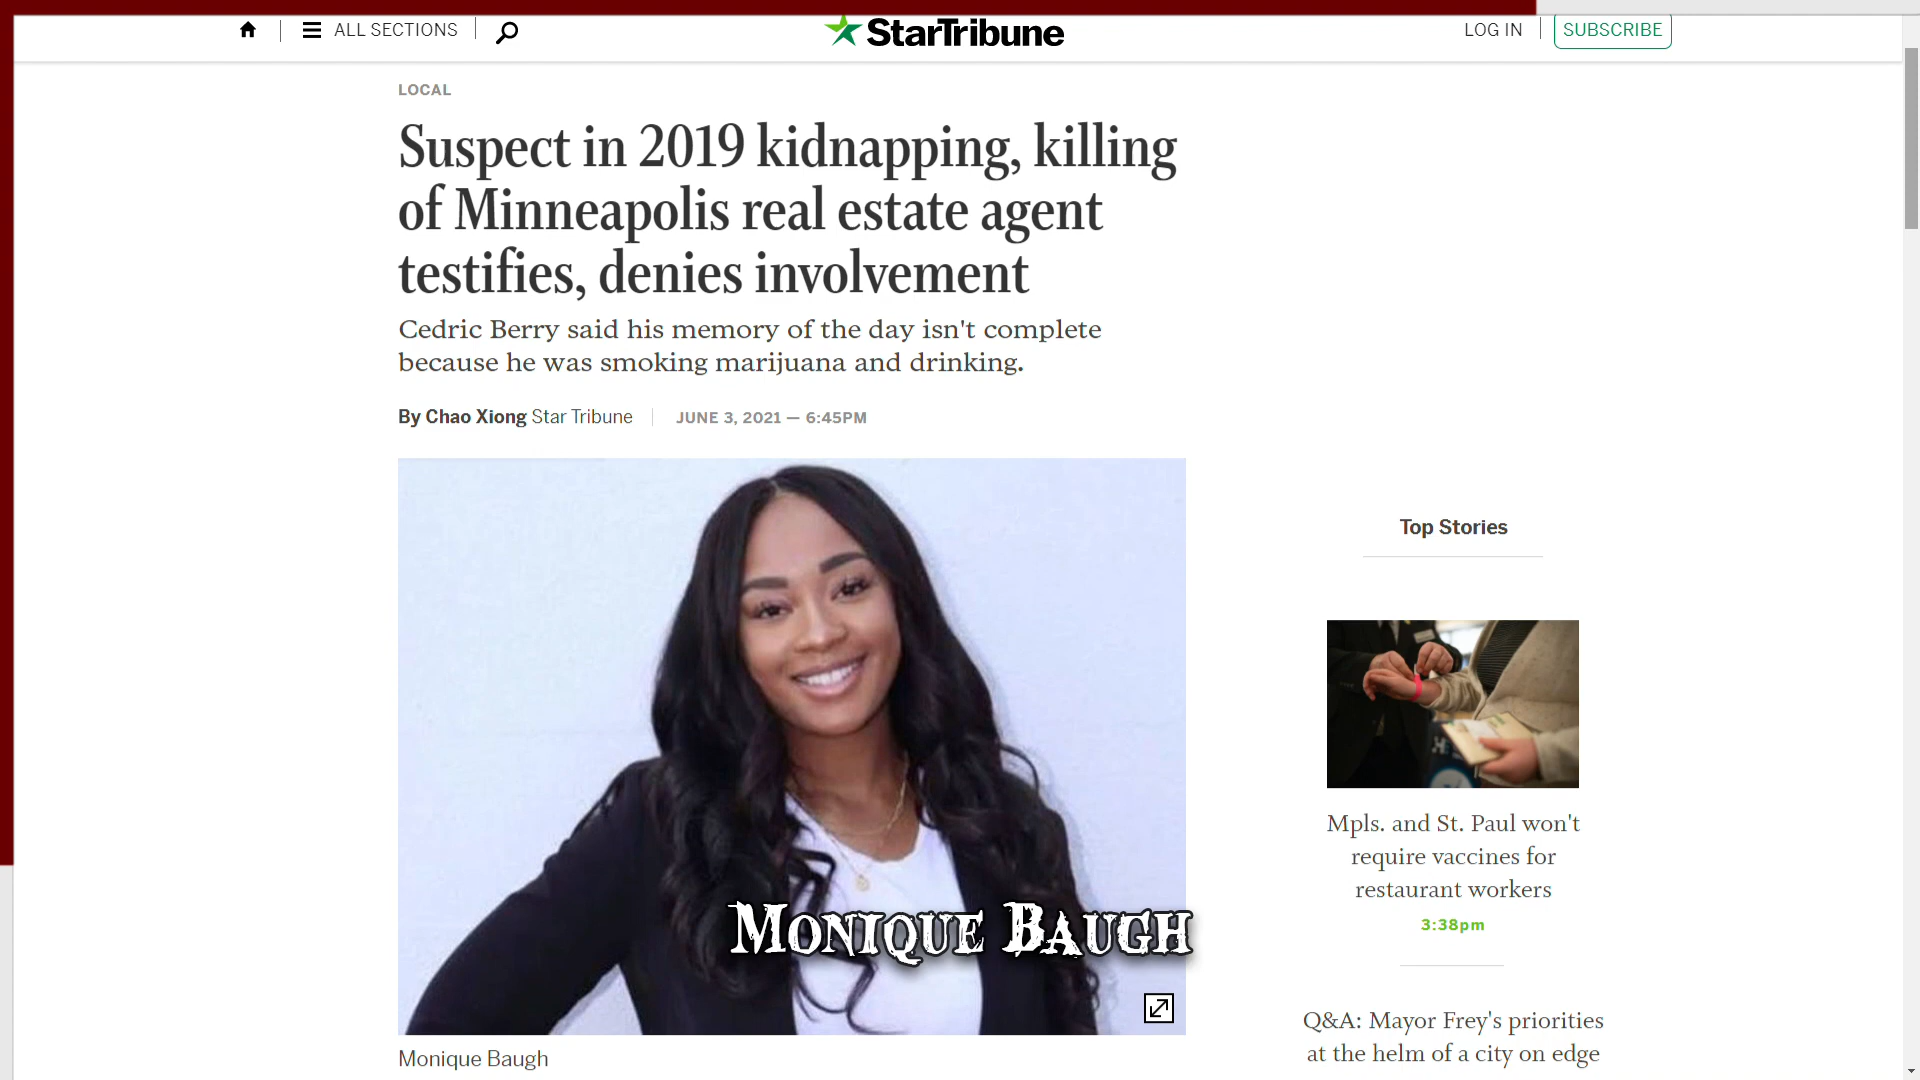 ALL SECTIONS
StarTribune
LOG IN
SUBSCRIBE
LOCAL
Suspect in 2019 kidnapping, killing
of Minneapolis real estate agent
testifies, denies involvement
Cedric Berry said his memory of the day isn't complete
because he was smoking marijuana and drinking.
By Chao Xiong Star Tribune
JUNE 3, 2021 — 6:45PM
MONIQUE BAUGH
Monique Baugh
Top Stories
Mpls. and St. Paul won't
require vaccines for
restaurant workers
3:38pm
Q&A: Mayor Frey's priorities
at the helm of a city on edge